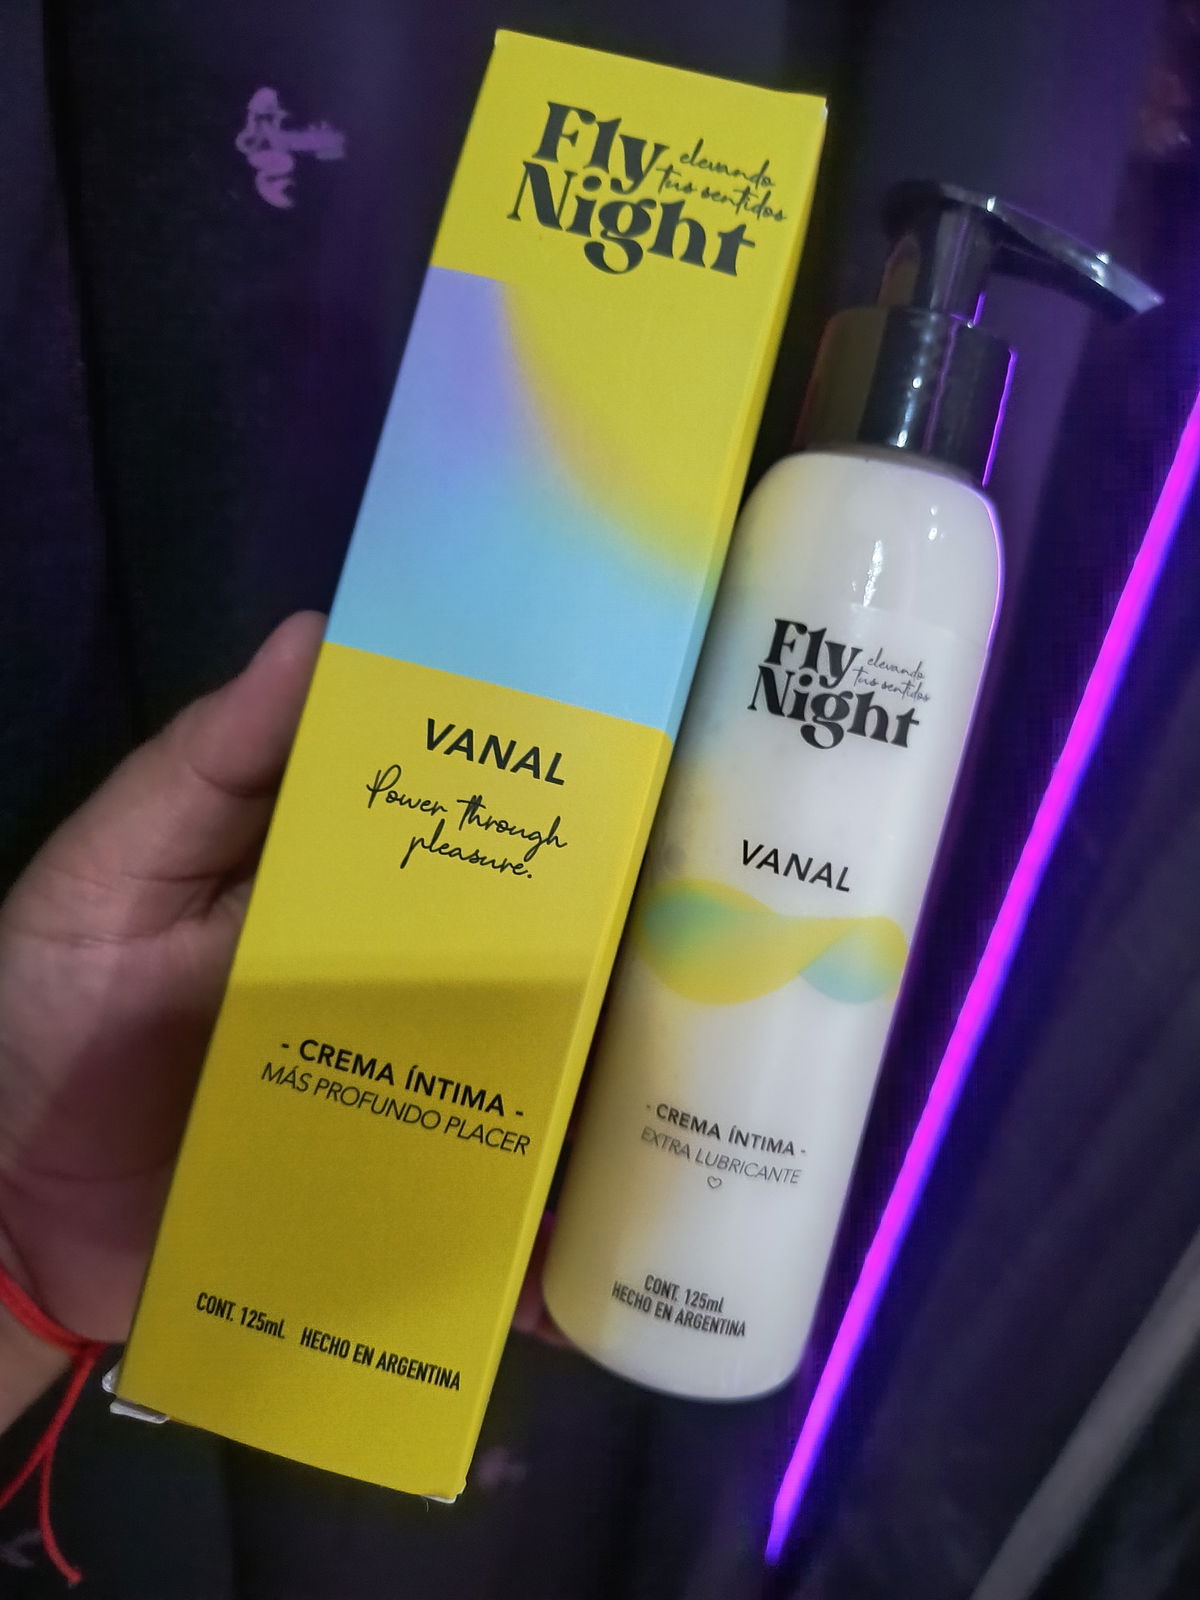 Fly
Night
elevando
tus sentidos
VANAL
Power through
pleasure.
- CREMA ÍNTIMA -
MÁS PROFUNDO PLACER
CONT. 125ml. HECHO EN ARGENTINA
Fly
Night
elevando
tus sentidos
VANAL
- CREMA ÍNTIMA -
EXTRA LUBRICANTE
CONT. 125ml
HECHO EN ARGENTINA